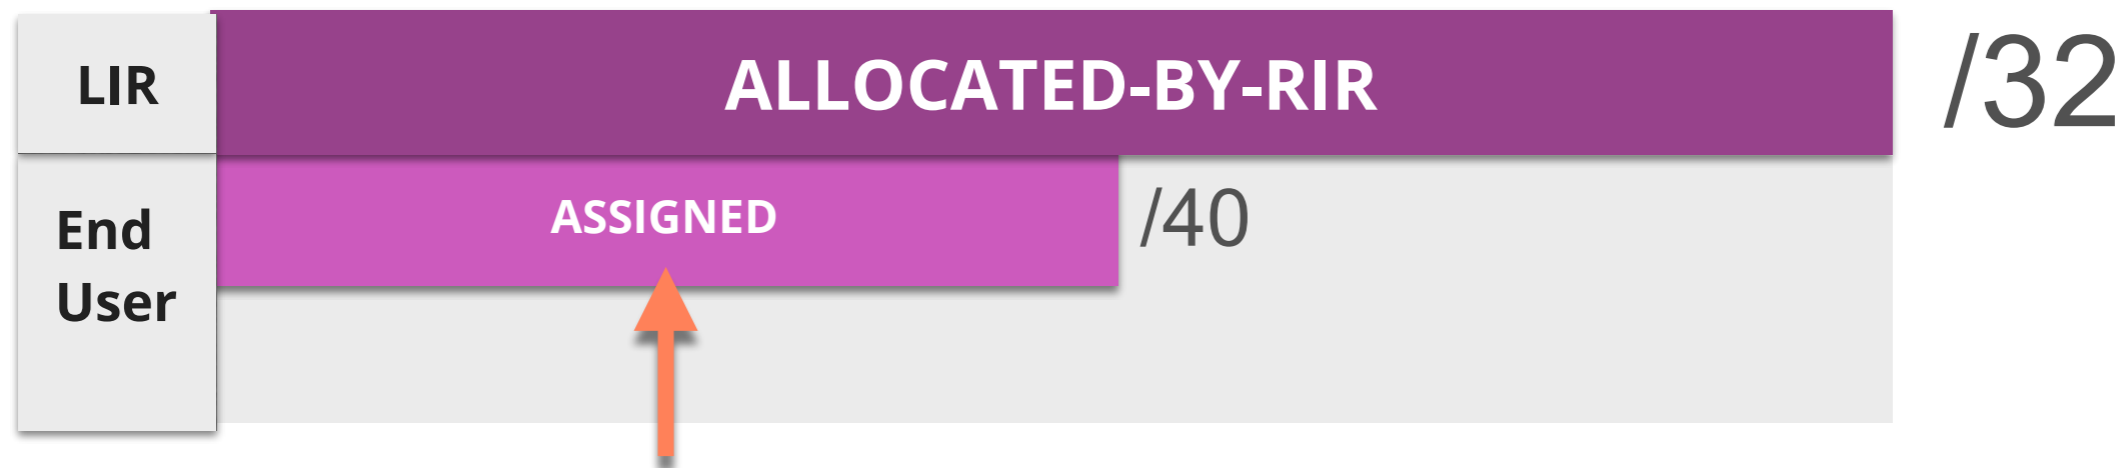 LIR
ALLOCATED-BY-RIR
/32
End
User
ASSIGNED
/40